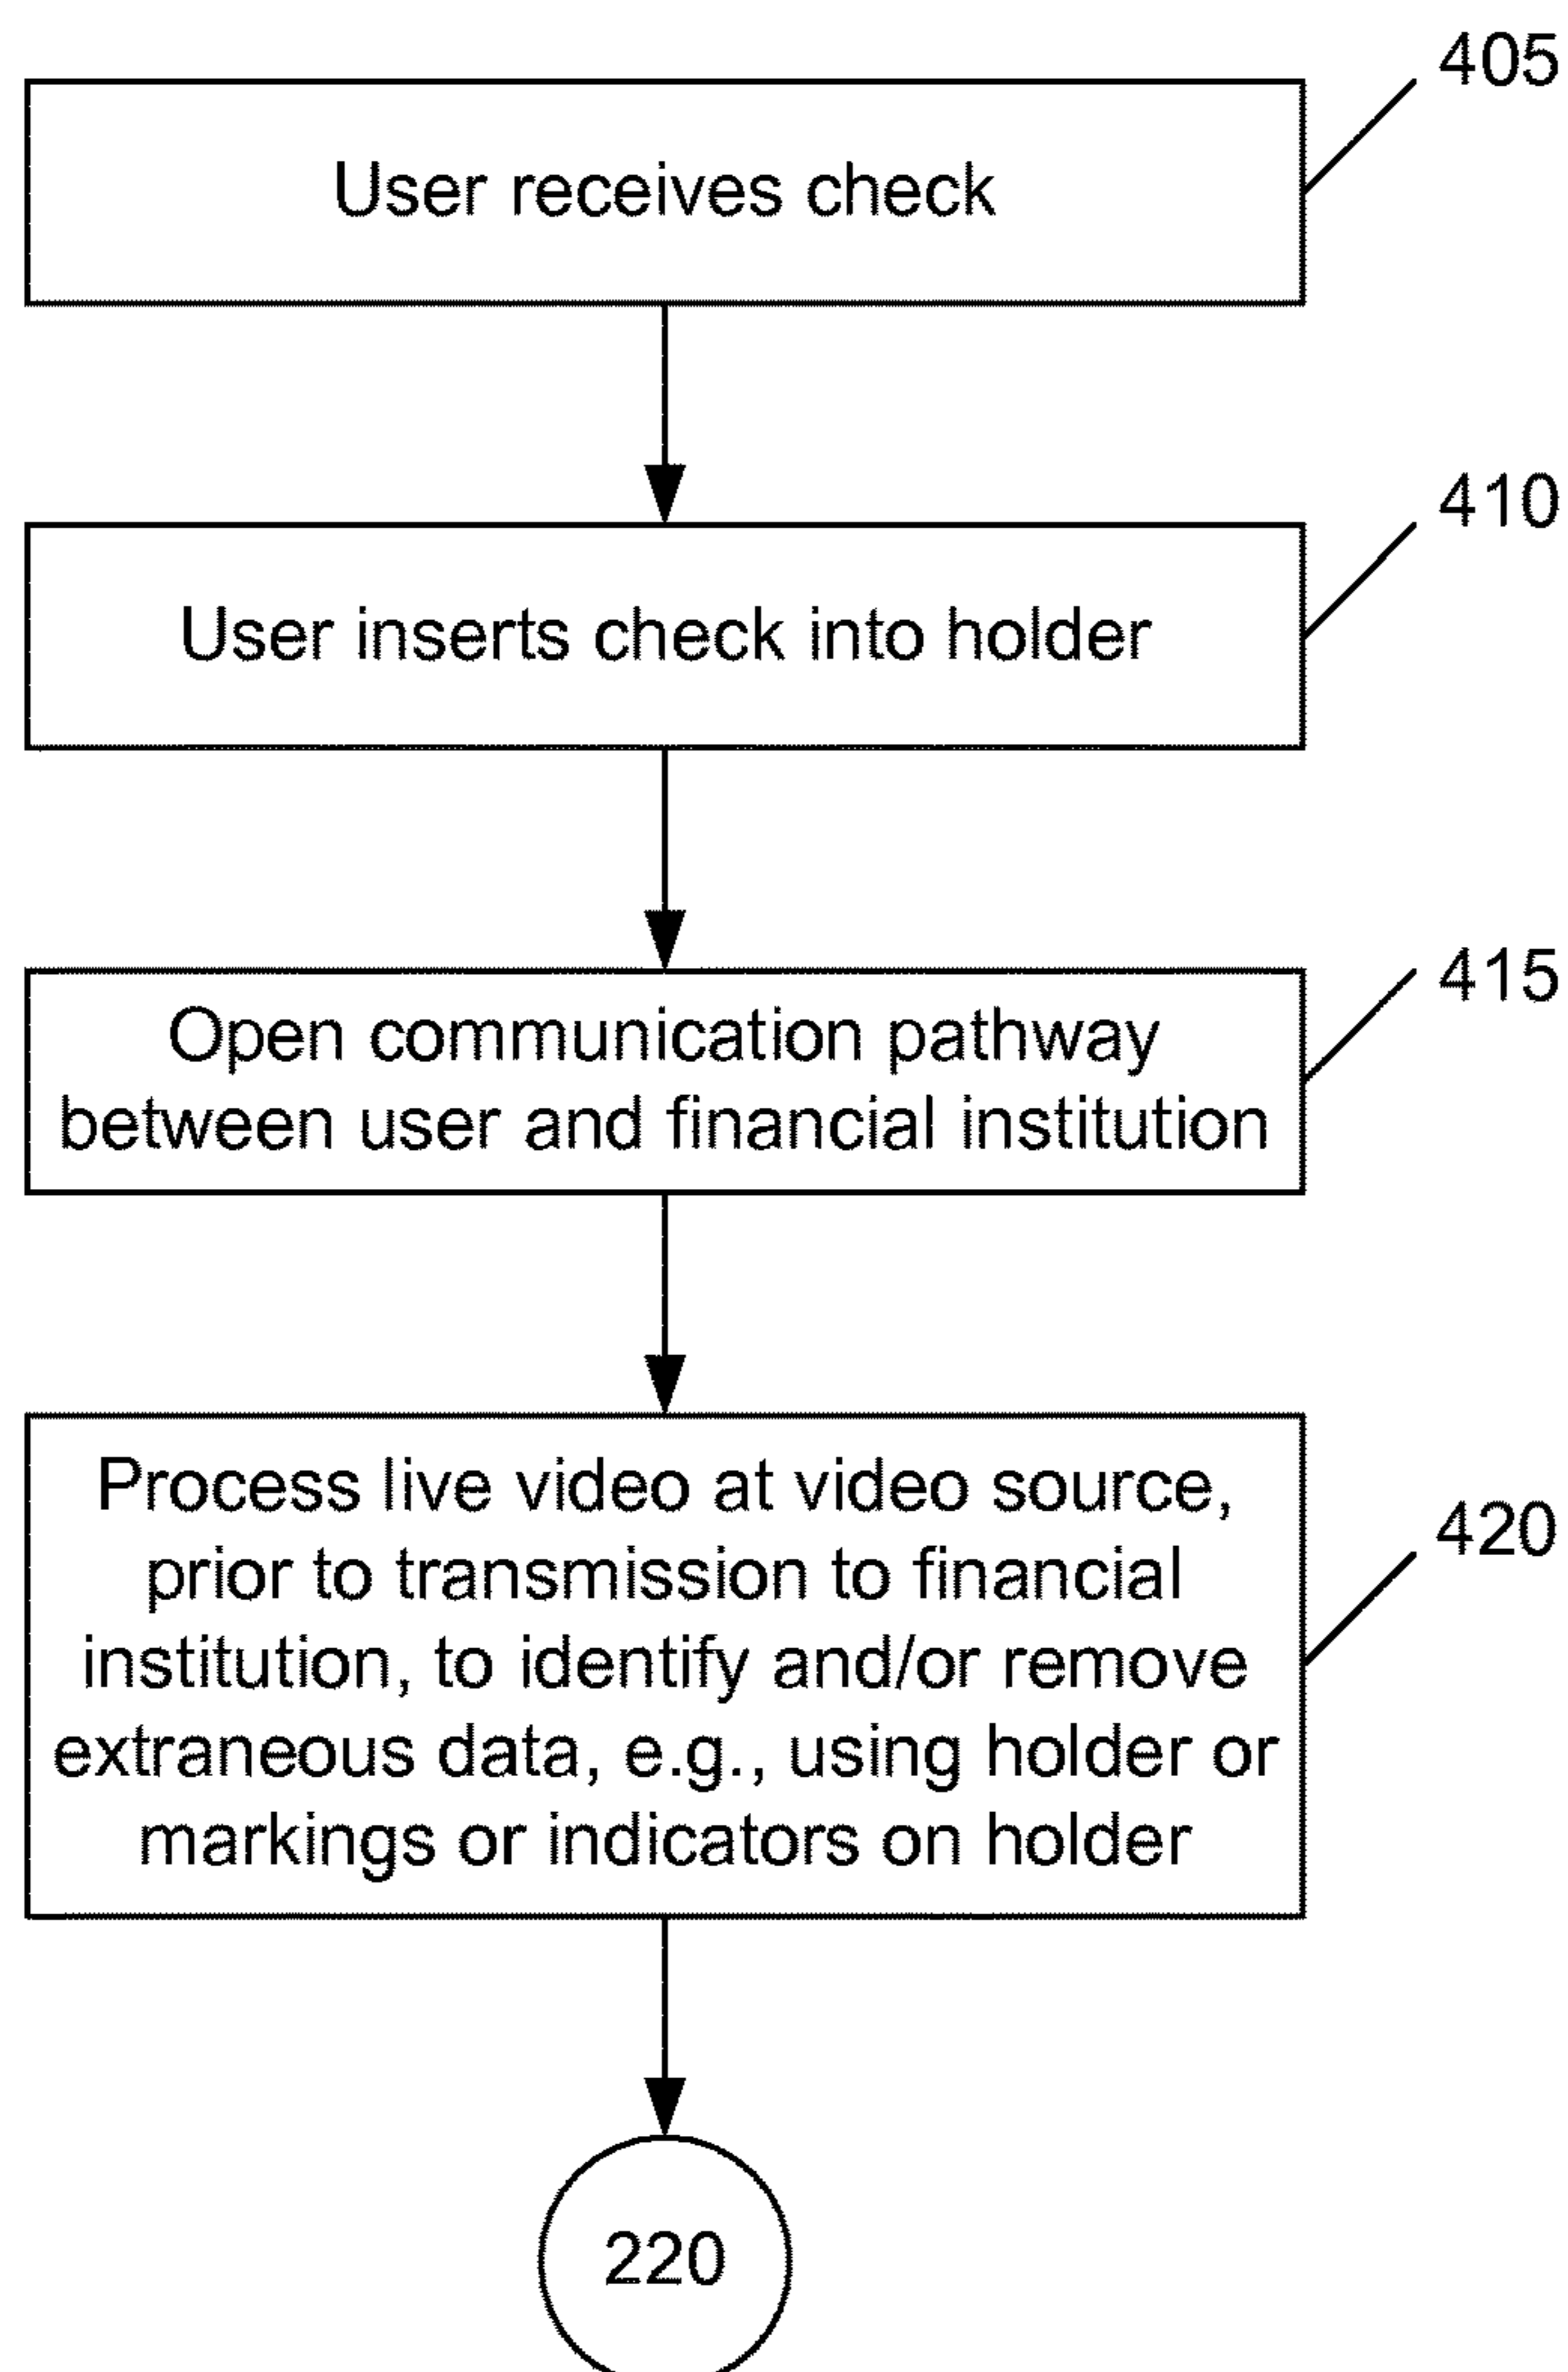 405
User receives check
410
User inserts check into holder
415
Open communication pathway
between user and financial institution
Process live video at video source,
420
prior to transmission to financial
institution, to identify and/or remove
extraneous data, e.g., using holder or
markings or indicators on holder
220